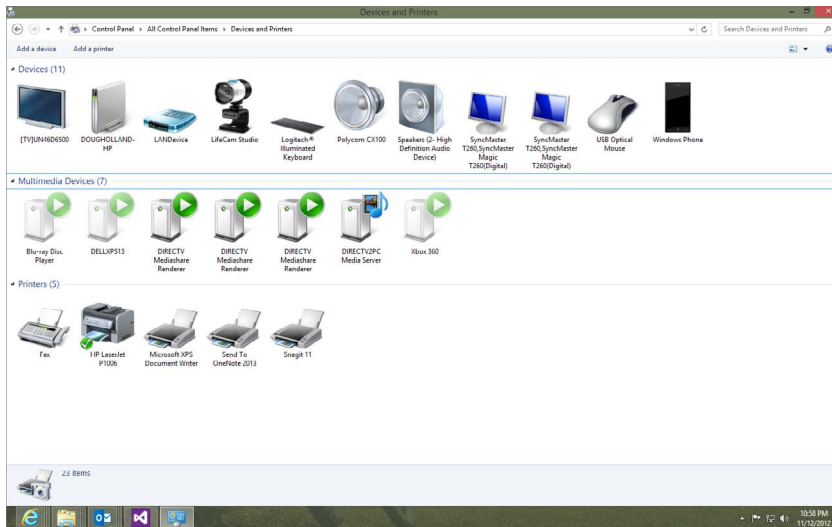 Devices and Printers
Control Panel ▸ All Control Panel Items ▸ Devices and Printers
Search Devices and Printers
Add a device Add a printer
Devices (11)
[TV]UN46D6500
DOUGHOLLAND-
HP
LANDevice
LifeCam Studio
Logitech®
Illuminated
Keyboard
Polycom CX100
Speakers (2- High
Definition Audio
Device)
SyncMaster
T260,SyncMaster
Magic
T260(Digital)
SyncMaster
T260,SyncMaster
Magic
T260(Digital)
USB Optical
Mouse
Windows Phone
Multimedia Devices (7)
Blu-ray Disc
Player
DELLXPS13
DIRECTV
Mediashare
Renderer
DIRECTV
Mediashare
Renderer
DIRECTV
Mediashare
Renderer
DIRECTV2PC
Media Server
Xbox 360
Printers (5)
Fax
HP LaserJet
P1006
Microsoft XPS
Document Writer
Send To
OneNote 2013
Snagit 11
23 items
10:58 PM